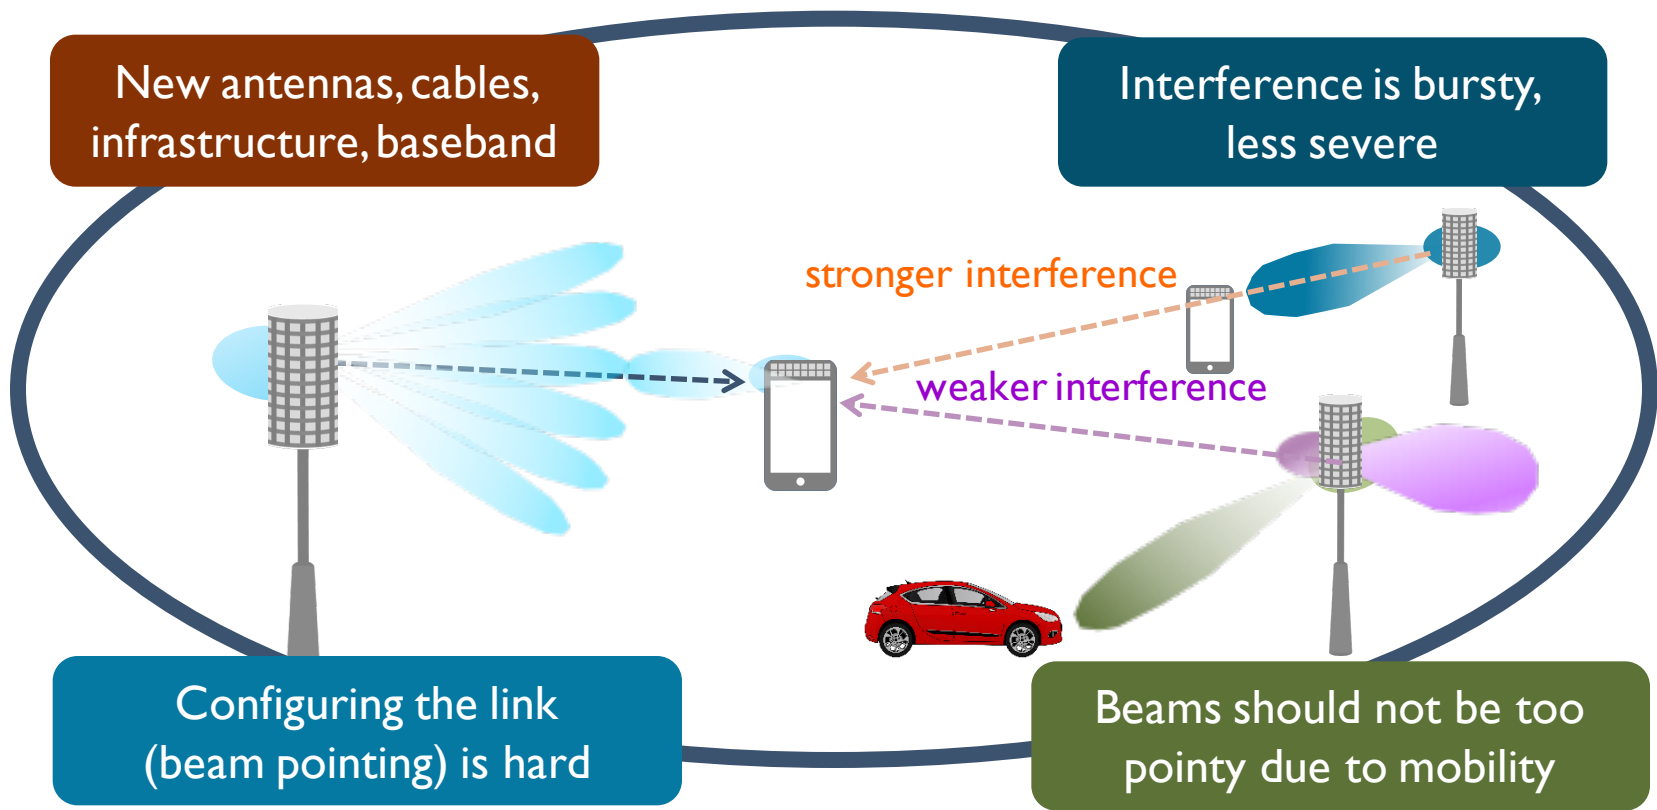 New antennas, cables,
infrastructure, baseband
Interference is bursty,
less severe
stronger interference
weaker interference
Configuring the link
(beam pointing) is hard
Beams should not be too
pointy due to mobility